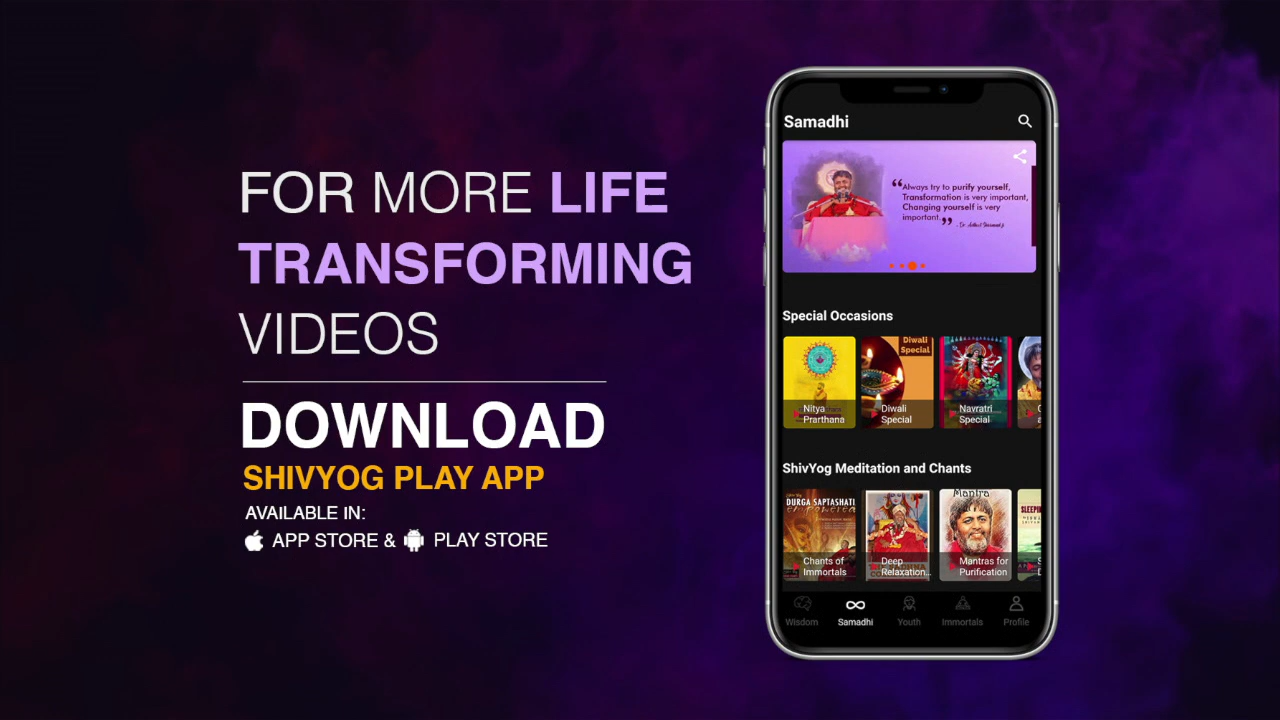 FOR MORE LIFE
TRANSFORMING
VIDEOS
DOWNLOAD
SHIVYOG PLAY APP
AVAILABLE IN:
APP STORE & PLAY STORE
Samadhi
“Always try to purify yourself,
Transformation is very important,
Changing yourself is very
important.”
Special Occasions
Diwali
Special
Nitya
Prarthana
Diwali
Special
Navratri
Special
ShivYog Meditation and Chants
DURGA SAPTASHATI
Mantra
SLEEPIN
Chants of
Immortals
Deep
Relaxation...
Mantras for
Purification
Wisdom
Samadhi
Youth
Immortals
Profile